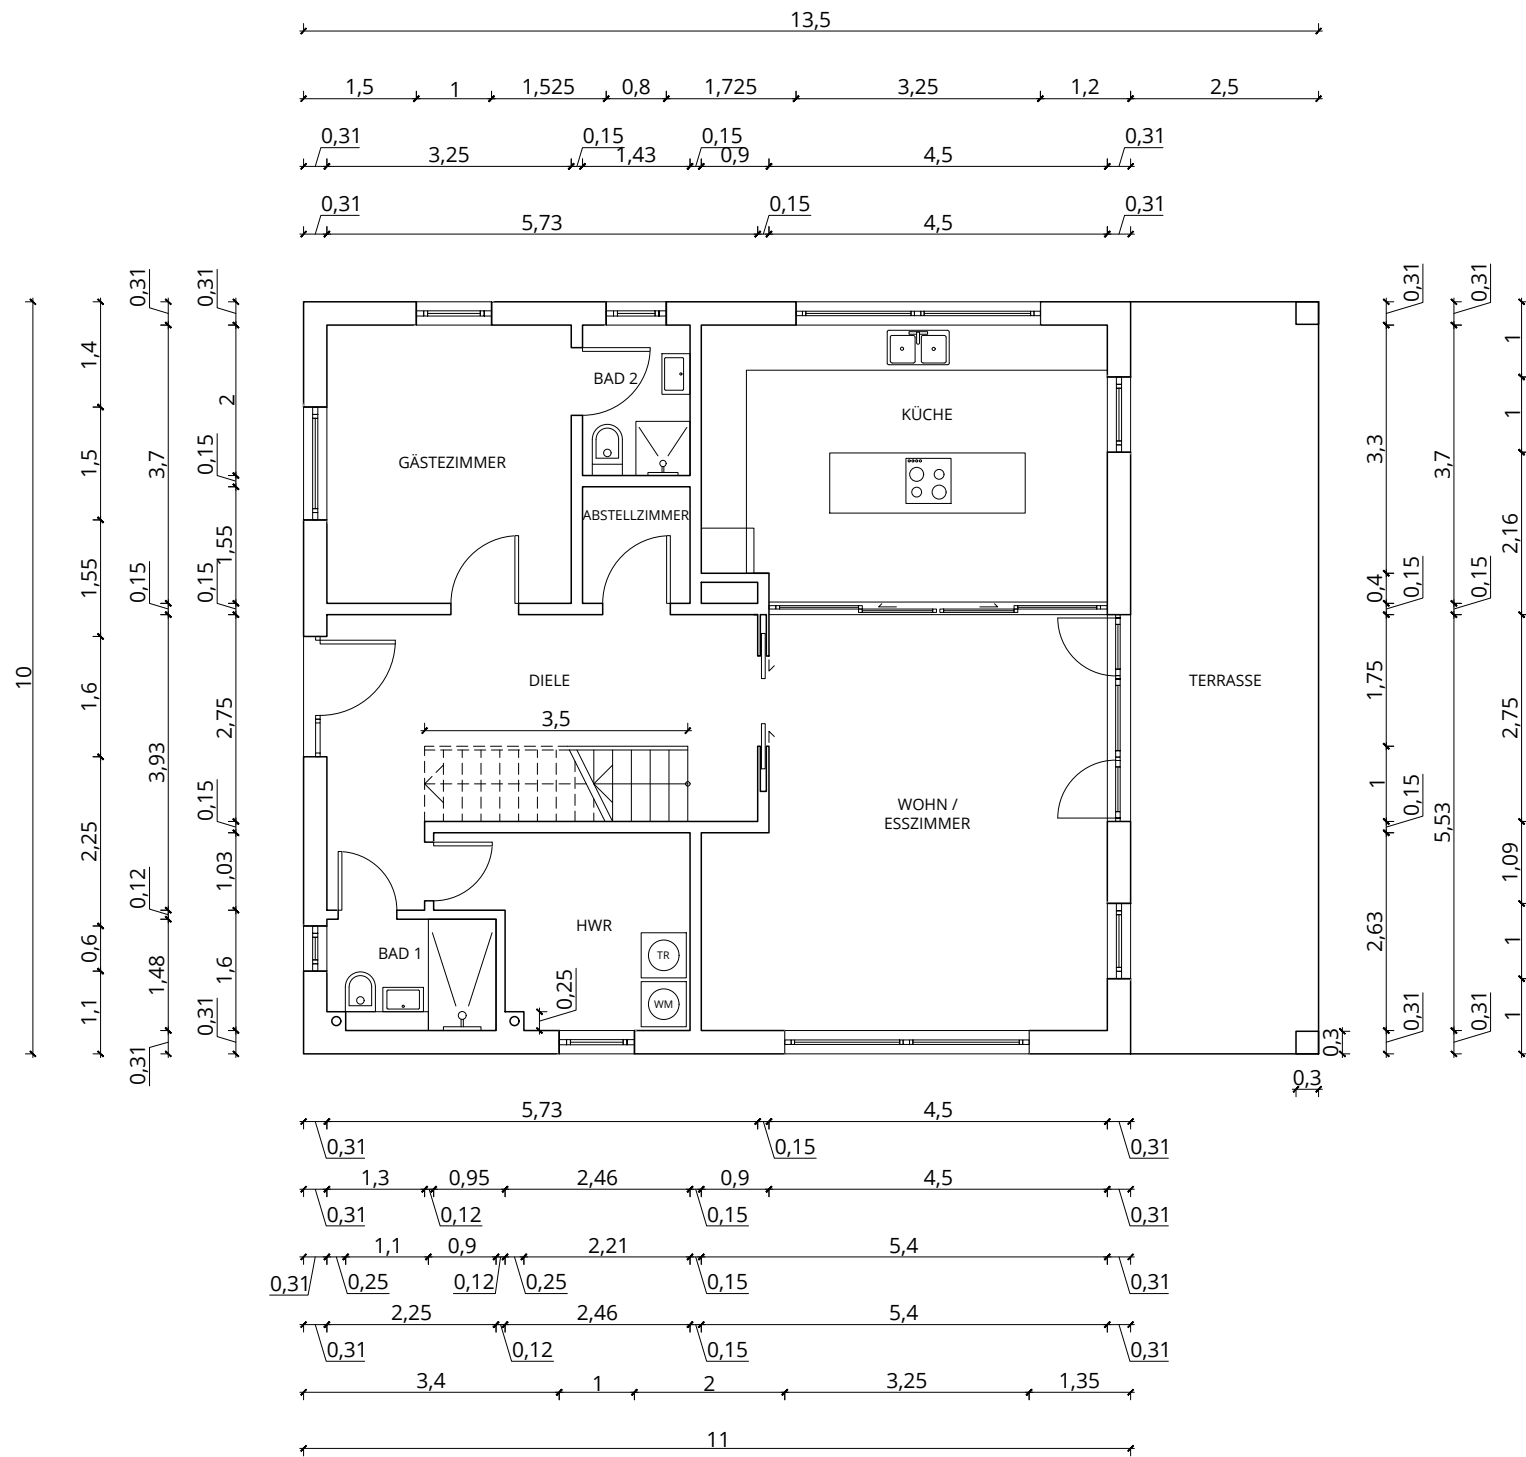 13,5
1,5 1 1,525 0,8 1,725 3,25 1,2 2,5
0,31 0,15 0,15 0,31
3,25 1,43 0,9 4,5
0,31 0,15 0,31
5,73 4,5
0,31 0,31 0,31 0,31
1,4 1
2
BAD 2
KÜCHE
1
1,5 3,7 0,15 GÄSTEZIMMER 3,3 3,7
ABSTELLZIMMER
1,55 2,16
1,55 0,15 0,15 0,4 0,15 0,15
10 1,6 2,75 DIELE TERRASSE 1,75 2,75
3,5
3,93 1
0,15 WOHN / 0,15
ESSZIMMER 5,53
2,25 1,03 1,09
0,12
HWR
0,6 BAD 1 2,63 1
1,48 1,6 TR
0,25
WM
1,1 0,31 0,31 0,31 1
0,31 0,3
0,3
5,73 4,5
0,31 0,15 0,31
1,3 0,95 2,46 0,9 4,5
0,31 0,12 0,15 0,31
1,1 0,9 2,21 5,4
0,31 0,25 0,12 0,25 0,15 0,31
2,25 2,46 5,4
0,31 0,12 0,15 0,31
3,4 1 2 3,25 1,35
11